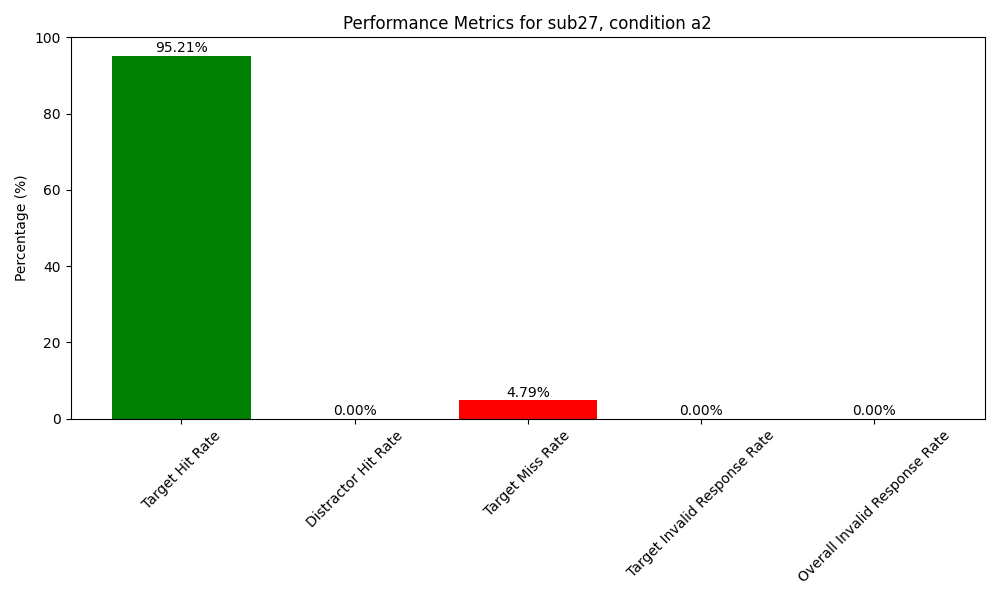 Performance Metrics for sub27, condition a2
Percentage (%)
100
80
60
40
20
0
95.21%
0.00%
4.79%
0.00%
0.00%
Target Hit Rate
Distractor Hit Rate
Target Miss Rate
Target Invalid Response Rate
Overall Invalid Response Rate